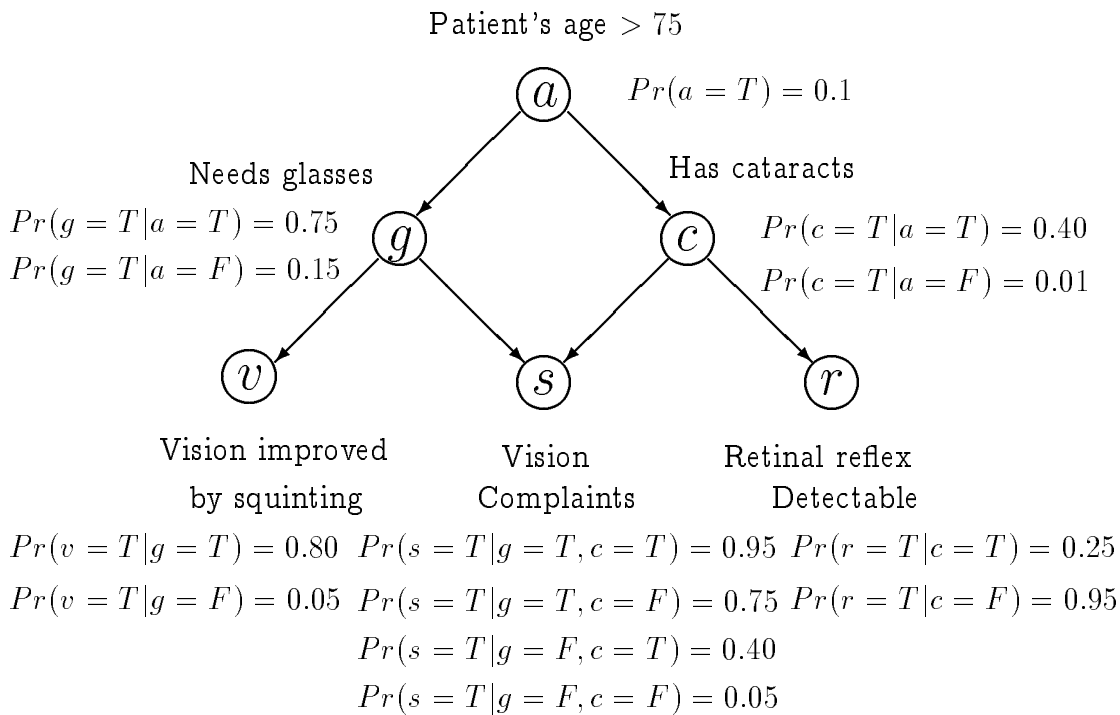 Patient's age > 75
a
Pr(a = T) = 0.1
Needs glasses
Has cataracts
Pr(g = T|a = T) = 0.75
Pr(g = T|a = F) = 0.15
g
c
Pr(c = T|a = T) = 0.40
Pr(c = T|a = F) = 0.01
v
s
r
Vision improved
by squinting
Vision
Complaints
Retinal reflex
Detectable
Pr(v = T|g = T) = 0.80
Pr(v = T|g = F) = 0.05
Pr(s = T|g = T, c = T) = 0.95
Pr(s = T|g = T, c = F) = 0.75
Pr(s = T|g = F, c = T) = 0.40
Pr(s = T|g = F, c = F) = 0.05
Pr(r = T|c = T) = 0.25
Pr(r = T|c = F) = 0.95